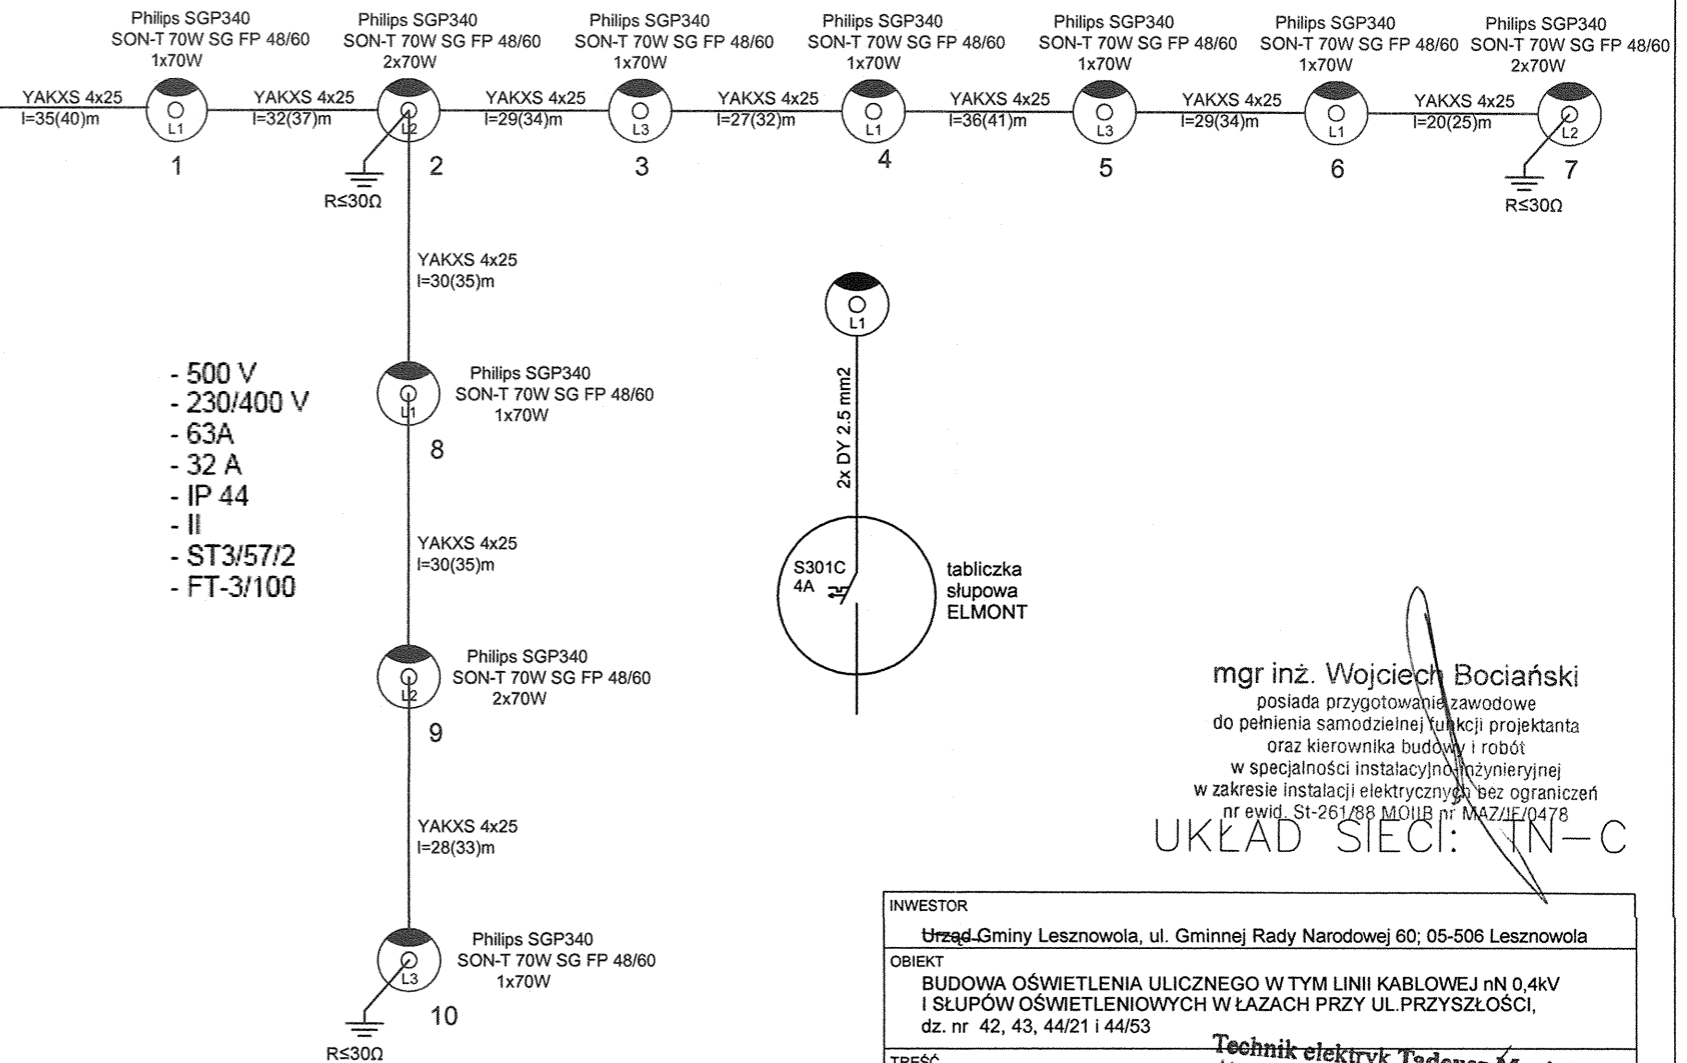 Philips SGP340
SON-T 70W SG FP 48/60
1x70W
Philips SGP340
SON-T 70W SG FP 48/60
2x70W
Philips SGP340
SON-T 70W SG FP 48/60
1x70W
Philips SGP340
SON-T 70W SG FP 48/60
1x70W
Philips SGP340
SON-T 70W SG FP 48/60
1x70W
Philips SGP340
SON-T 70W SG FP 48/60
1x70W
Philips SGP340
SON-T 70W SG FP 48/60
2x70W
YAKXS 4x25
l=35(40)m
L1
1
YAKXS 4x25
l=32(37)m
L2
2
R≤30Ω
YAKXS 4x25
l=29(34)m
L3
3
YAKXS 4x25
l=27(32)m
L1
4
YAKXS 4x25
l=36(41)m
L3
5
YAKXS 4x25
l=29(34)m
L1
6
YAKXS 4x25
l=20(25)m
L2
7
R≤30Ω
YAKXS 4x25
l=30(35)m
L1
8
Philips SGP340
SON-T 70W SG FP 48/60
1x70W
- 500 V
- 230/400 V
- 63A
- 32 A
- IP 44
- II
- ST3/57/2
- FT-3/100
YAKXS 4x25
l=30(35)m
L2
9
Philips SGP340
SON-T 70W SG FP 48/60
2x70W
YAKXS 4x25
l=28(33)m
L3
10
Philips SGP340
SON-T 70W SG FP 48/60
1x70W
R≤30Ω
L1
2x DY 2.5 mm2
S301C
4A
tabliczka
słupowa
ELMONT
mgr inż. Wojciech Bociański
posiada przygotowanie zawodowe
do pełnienia samodzielnej funkcji projektanta
oraz kierownika budowy i robót
w specjalności instalacyjno-inżynieryjnej
w zakresie instalacji elektrycznych bez ograniczeń
nr ewid. St-261/88 MOIIB nr MAZ/IE/0478
UKŁAD SIECI: TN-C
INWESTOR
Urząd Gminy Lesznowola, ul. Gminnej Rady Narodowej 60; 05-506 Lesznowola
OBIEKT
BUDOWA OŚWIETLENIA ULICZNEGO W TYM LINII KABLOWEJ nN 0,4kV
I SŁUPÓW OŚWIETLENIOWYCH W ŁAZACH PRZY UL.PRZYSZŁOŚCI,
dz. nr 42, 43, 44/21 i 44/53
TREŚĆ
Technik elektryk Tadeusz